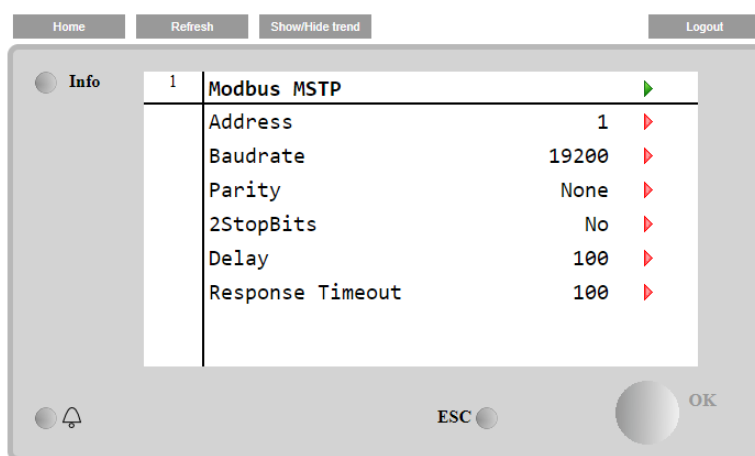 Home Refresh Show/Hide trend Logout
Info
1 Modbus MSTP
Address 1
Baudrate 19200
Parity None
2StopBits No
Delay 100
Response Timeout 100
ESC OK